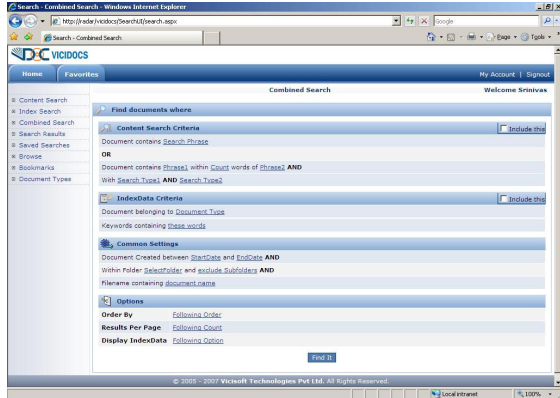 Search - Combined Search - Windows Internet Explorer
http://radar/vicidocs/SearchUI/search.aspx
Google
Search - Combined Search
Page
Tools
VICIDOCS
Home
Favorites
My Account | Signout
Combined Search
Welcome Srinivas
Content Search
Index Search
Combined Search
Search Results
Saved Searches
Browse
Bookmarks
Document Types
Find documents where
Content Search Criteria
Include this
Document contains Search Phrase
OR
Document contains Phrase1 within Count words of Phrase2 AND
With Search Type1 AND Search Type2
IndexData Criteria
Include this
Document belonging to Document Type
Keywords containing these words
Common Settings
Document Created between StartDate and EndDate AND
Within Folder SelectFolder and exclude Subfolders AND
Filename containing document name
Options
Order By Following Order
Results Per Page Following Count
Display IndexData Following Option
Find It
© 2005 - 2007 Vicisoft Technologies Pvt Ltd. All Rights Reserved.
Local intranet
100%